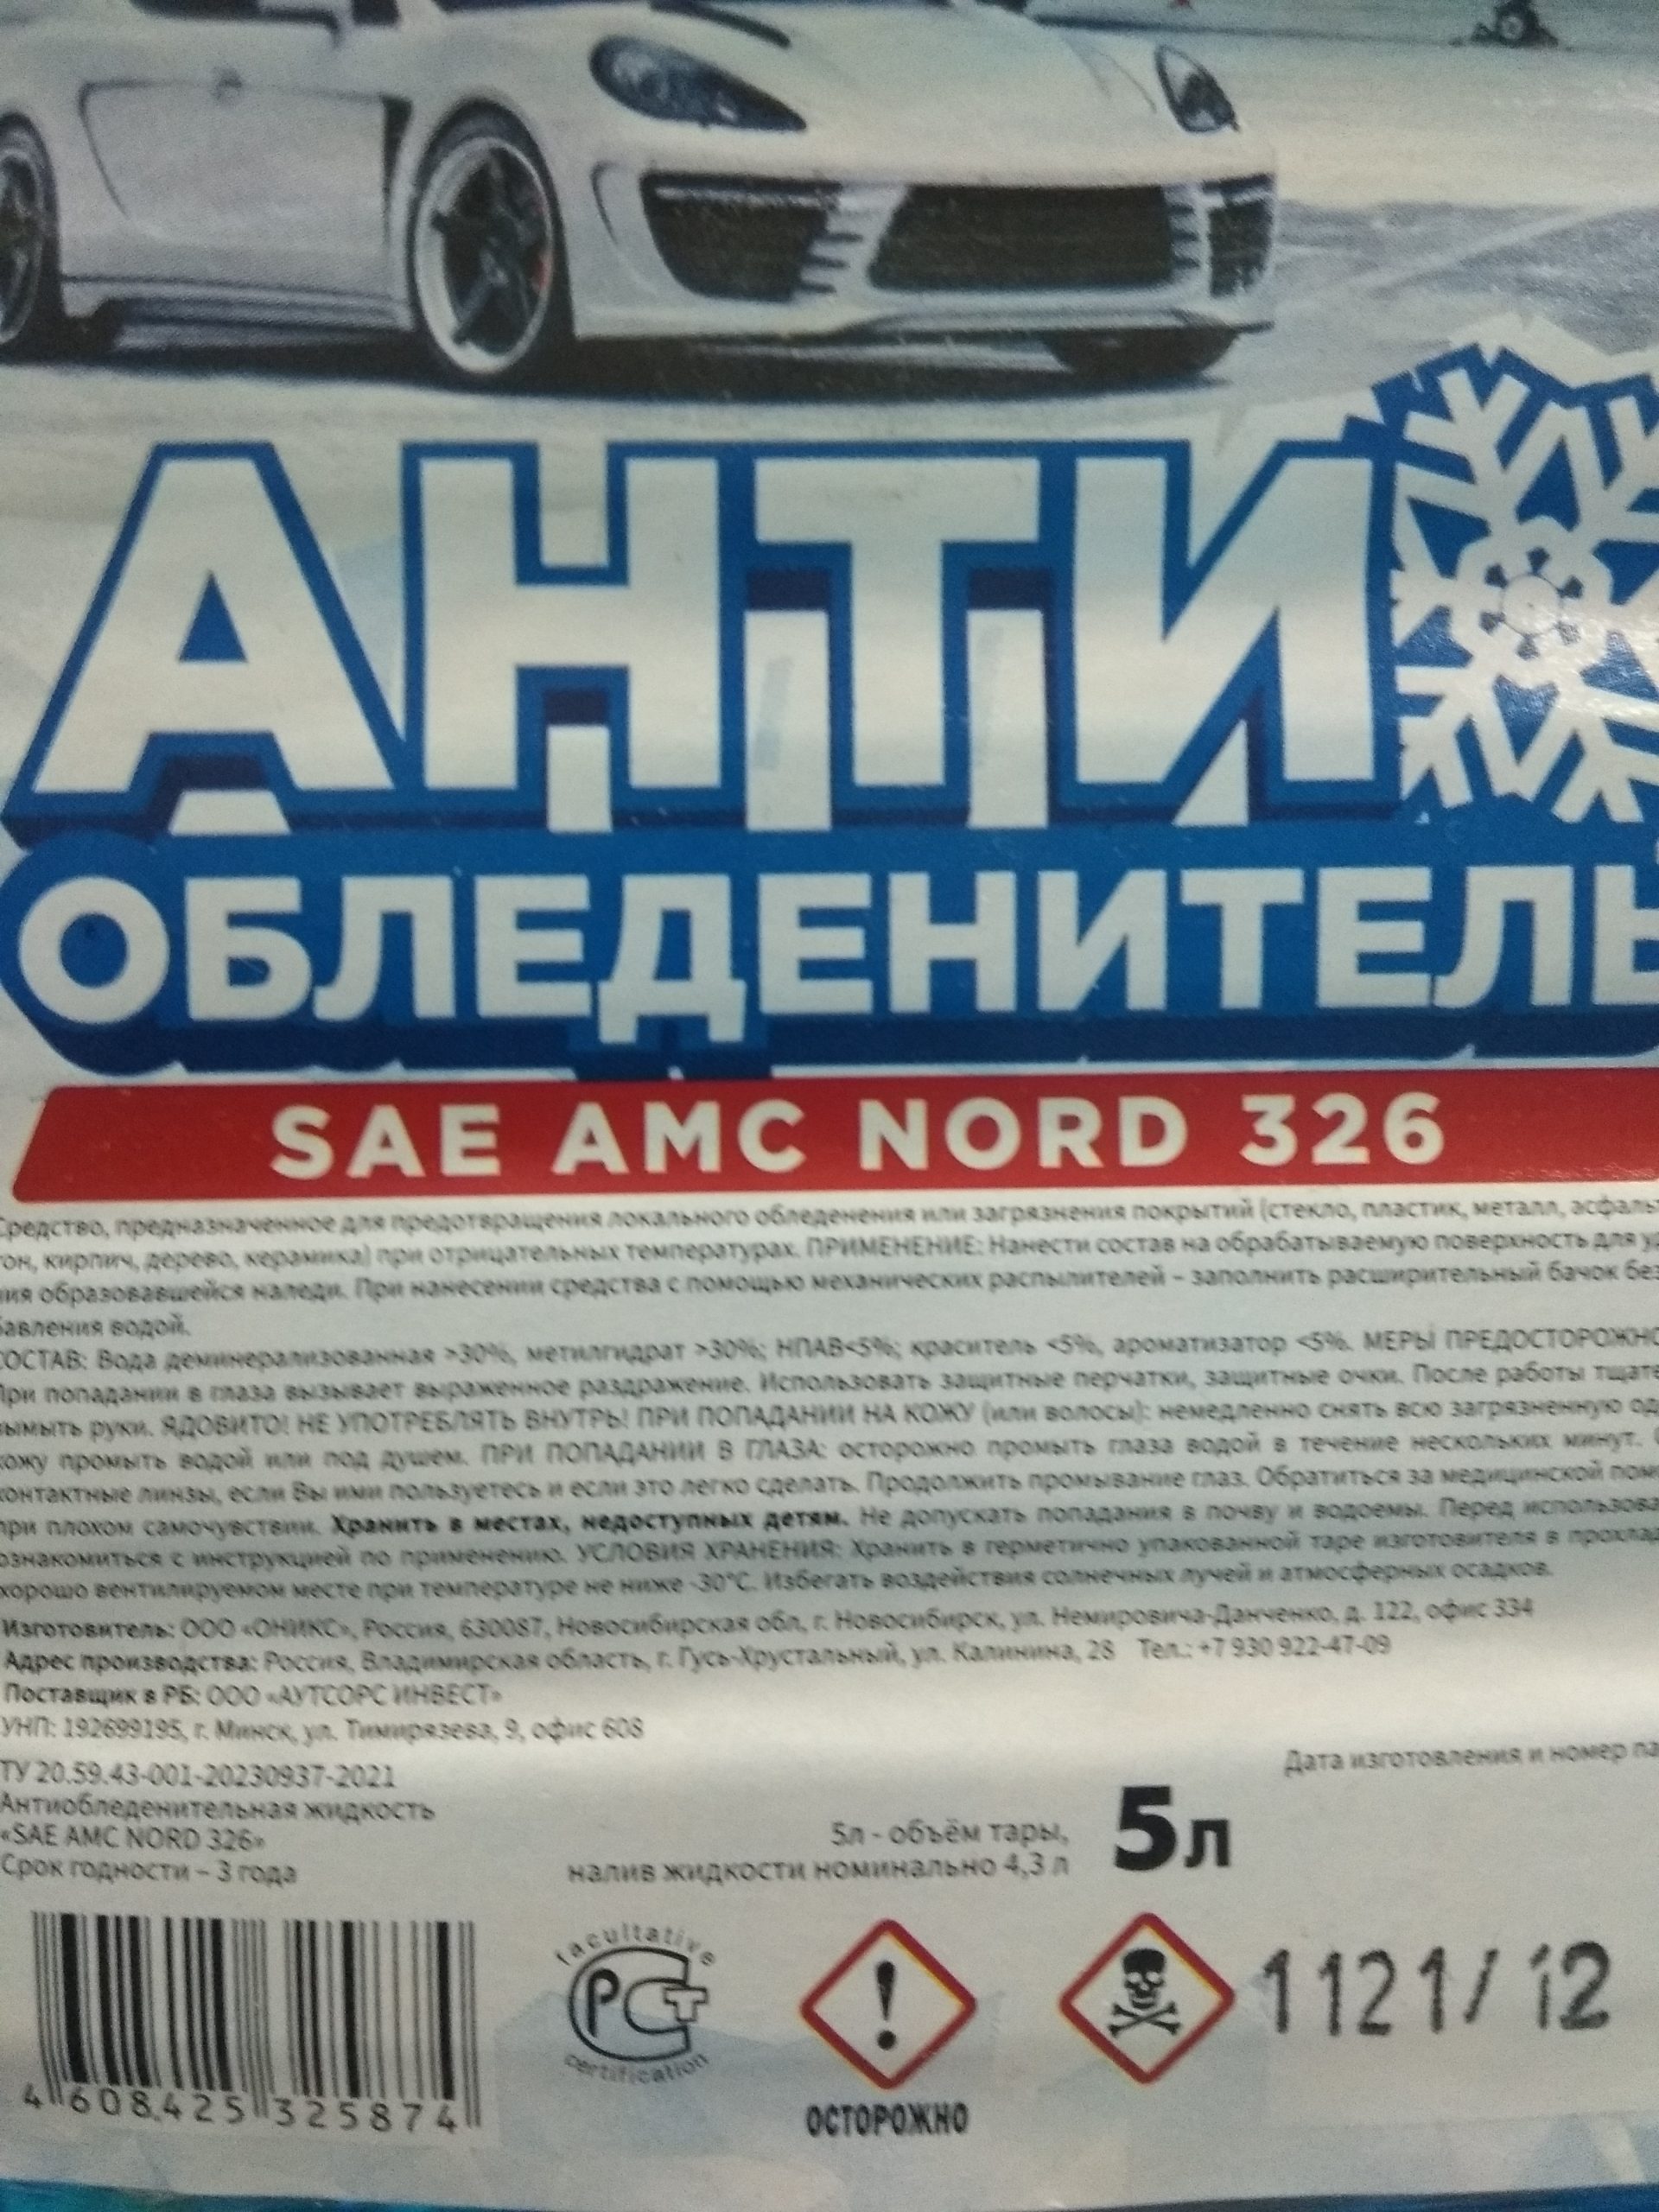 АНТИ
ОБЛЕДЕНИТЕЛЬ
SAE AMC NORD 326
Средство, предназначенное для предотвращения локального обледенения или загрязнения покрытий (стекло, пластик, металл, асфальт
тон, кирпич, дерево, керамика) при отрицательных температурах. ПРИМЕНЕНИЕ: Нанести состав на обрабатываемую поверхность для уд
ния образовавшейся наледи. При нанесении средства с помощью механических распылителей – заполнить расширительный бачок без
бавления водой.
СОСТАВ: Вода деминерализованная >30%, метилгидрат >30%; НПАВ<5%; краситель <5%, ароматизатор <5%. МЕРЫ ПРЕДОСТОРОЖНО
При попадании в глаза вызывает выраженное раздражение. Использовать защитные перчатки, защитные очки. После работы тщате
вымыть руки. ЯДОВИТО! НЕ УПОТРЕБЛЯТЬ ВНУТРЬ! ПРИ ПОПАДАНИИ НА КОЖУ (или волосы): немедленно снять всю загрязненную од
кожу промыть водой или под душем. ПРИ ПОПАДАНИИ В ГЛАЗА: осторожно промыть глаза водой в течение нескольких минут.
контактные линзы, если Вы ими пользуетесь и если это легко сделать. Продолжить промывание глаз. Обратиться за медицинской пом
при плохом самочувствии. Хранить в местах, недоступных детям. Не допускать попадания в почву и водоемы. Перед использова
ознакомиться с инструкцией по применению. УСЛОВИЯ ХРАНЕНИЯ: Хранить в герметично упакованной таре изготовителя в прохлад
хорошо вентилируемом месте при температуре не ниже -30°С. Избегать воздействия солнечных лучей и атмосферных осадков.
Изготовитель: ООО «ОНИКС», Россия, 630087, Новосибирская обл, г. Новосибирск, ул. Немировича-Данченко, д. 122, офис 334
Адрес производства: Россия, Владимирская область, г. Гусь-Хрустальный, ул. Калинина, 28 Тел.: +7 930 922-47-09
Поставщик в РБ: ООО «АУТСОРС ИНВЕСТ»
УНП: 192699195, г. Минск, ул. Тимирязева, 9, офис 608
ТУ 20.59.43-001-20230937-2021
Антиобледенительная жидкость
«SAE AMC NORD 326»
Срок годности – 3 года
Дата изготовления и номер па
5л - объём тары,
налив жидкости номинально 4,3 л
5л
facultative
РСТ
certification
ОСТОРОЖНО
1121/ 12
4 608425 325874